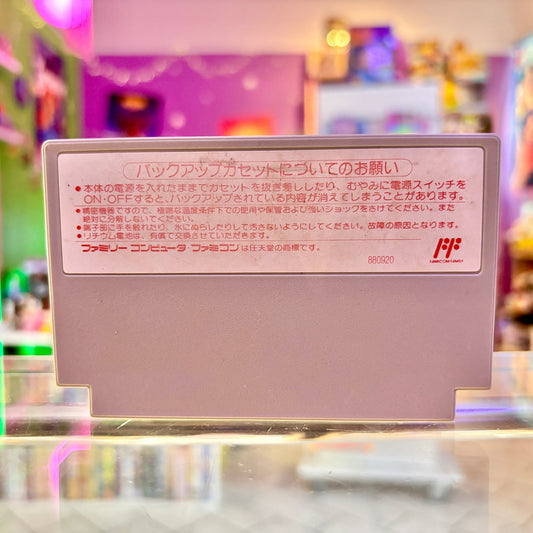 バックアップカセットについてのお願い
●本体の電源を入れたままでカセットを抜き差ししたり、むやみに電源スイッチを
ON・OFFすると、バックアップされている内容が消えてしまうことがあります。
●精密機器ですので、極端な温度条件下での使用や保管および強いショックをさけてください。また
絶対に分解しないでください。
●端子部に手を触れたり、水にぬらしたりして汚さないようにしてください。故障の原因となります。
●リチウム電池は、有償で交換させていただきます。
ファミリーコンピュータ・ファミコンは任天堂の商標です。
880920
FAMICOM FAMILY